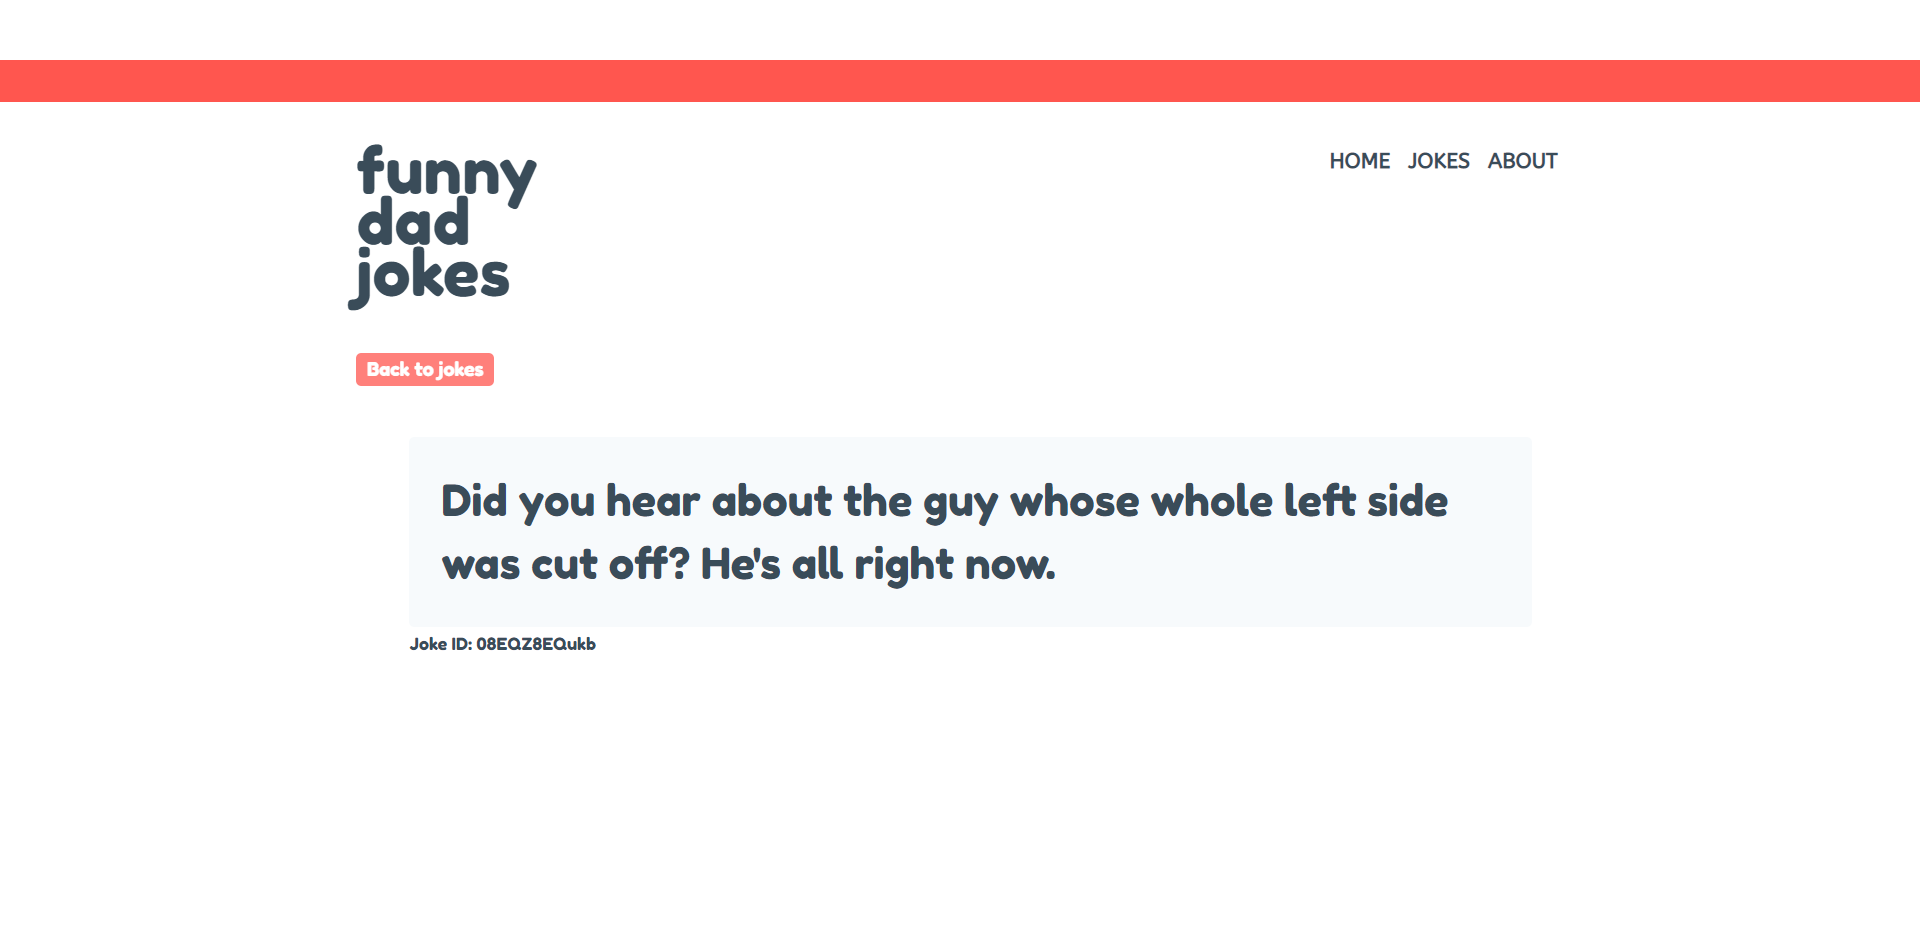 funny
dad
jokes
HOME JOKES ABOUT
Back to jokes
Did you hear about the guy whose whole left side
was cut off? He's all right now.
Joke ID: 08EQZ8EQukb